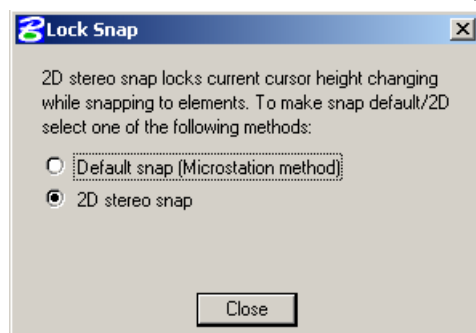 Lock Snap
2D stereo snap locks current cursor height changing
while snapping to elements. To make snap default/2D
select one of the following methods:
Default snap (Microstation method)
2D stereo snap
Close